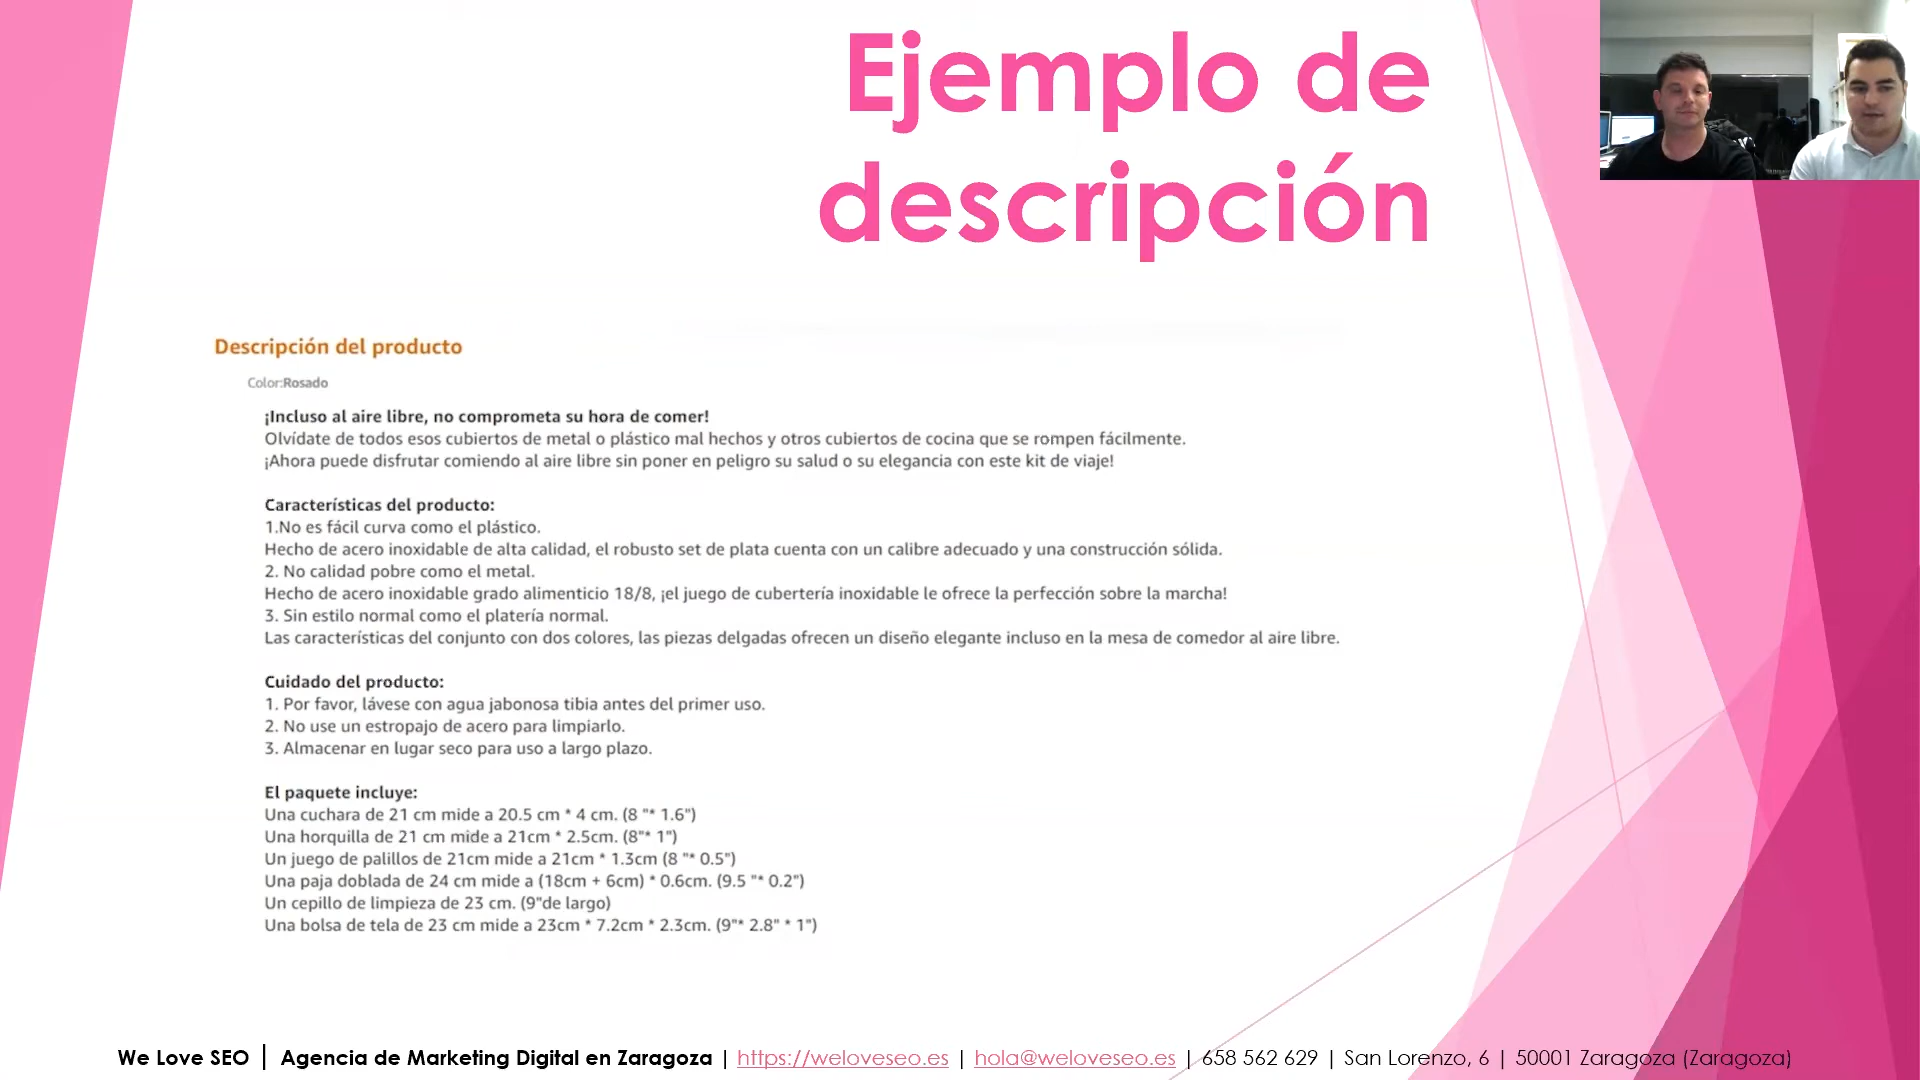 Ejemplo de
descripción
Descripción del producto
Color:Rosado
¡Incluso al aire libre, no comprometa su hora de comer!
Olvídate de todos esos cubiertos de metal o plástico mal hechos y otros cubiertos de cocina que se rompen fácilmente.
¡Ahora puede disfrutar comiendo al aire libre sin poner en peligro su salud o su elegancia con este kit de viaje!
Características del producto:
1.No es fácil curva como el plástico.
Hecho de acero inoxidable de alta calidad, el robusto set de plata cuenta con un calibre adecuado y una construcción sólida.
2. No calidad pobre como el metal.
Hecho de acero inoxidable grado alimenticio 18/8, ¡el juego de cubertería inoxidable le ofrece la perfección sobre la marcha!
3. Sin estilo normal como el platería normal.
Las características del conjunto con dos colores, las piezas delgadas ofrecen un diseño elegante incluso en la mesa de comedor al aire libre.
Cuidado del producto:
1. Por favor, lávese con agua jabonosa tibia antes del primer uso.
2. No use un estropajo de acero para limpiarlo.
3. Almacenar en lugar seco para uso a largo plazo.
El paquete incluye:
Una cuchara de 21 cm mide a 20.5 cm * 4 cm. (8 "* 1.6")
Una horquilla de 21 cm mide a 21cm * 2.5cm. (8"* 1")
Un juego de palillos de 21cm mide a 21cm * 1.3cm (8 "* 0.5")
Una paja doblada de 24 cm mide a (18cm + 6cm) * 0.6cm. (9.5 "* 0.2")
Un cepillo de limpieza de 23 cm. (9"de largo)
Una bolsa de tela de 23 cm mide a 23cm * 7.2cm * 2.3cm. (9"* 2.8" * 1")
We Love SEO | Agencia de Marketing Digital en Zaragoza | https://weloveseo.es | hola@weloveseo.es | 658 562 629 | San Lorenzo, 6 | 50001 Zaragoza (Zaragoza)